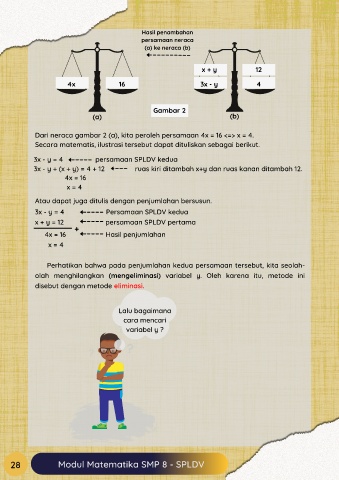 Hasil penambahan
persamaan neraca
(a) ke neraca (b)
x + y 12
4x 16 3x - y 4
Gambar 2
(a) (b)
Dari neraca gambar 2 (a), kita peroleh persamaan 4x = 16 <=> x = 4.
Secara matematis, ilustrasi tersebut dapat dituliskan sebagai berikut.
3x - y = 4 persamaan SPLDV kedua
3x - y + (x + y) = 4 + 12 ruas kiri ditambah x+y dan ruas kanan ditambah 12.
4x = 16
x = 4
Atau dapat juga ditulis dengan penjumlahan bersusun.
3x - y = 4 Persamaan SPLDV kedua
x + y = 12 persamaan SPLDV pertama
+
4x = 16 Hasil penjumlahan
x = 4
Perhatikan bahwa pada penjumlahan kedua persamaan tersebut, kita seolah-
olah menghilangkan (mengeliminasi) variabel y. Oleh karena itu, metode ini
disebut dengan metode eliminasi.
Lalu bagaimana
cara mencari
variabel y ?
28 Modul Matematika SMP 8 - SPLDV